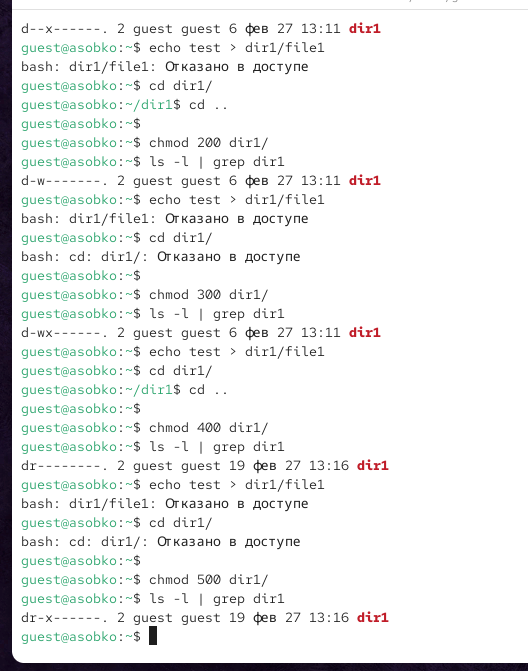 d--x------. 2 guest guest 6 фев 27 13:11 dir1
guest@asobko:~$ echo test > dir1/file1
bash: dir1/file1: Отказано в доступе
guest@asobko:~$ cd dir1/
guest@asobko:~/dir1$ cd ..
guest@asobko:~$
guest@asobko:~$ chmod 200 dir1/
guest@asobko:~$ ls -l | grep dir1
d-w-------. 2 guest guest 6 фев 27 13:11 dir1
guest@asobko:~$ echo test > dir1/file1
bash: dir1/file1: Отказано в доступе
guest@asobko:~$ cd dir1/
bash: cd: dir1/: Отказано в доступе
guest@asobko:~$
guest@asobko:~$ chmod 300 dir1/
guest@asobko:~$ ls -l | grep dir1
d-wx------. 2 guest guest 6 фев 27 13:11 dir1
guest@asobko:~$ echo test > dir1/file1
guest@asobko:~$ cd dir1/
guest@asobko:~/dir1$ cd ..
guest@asobko:~$
guest@asobko:~$ chmod 400 dir1/
guest@asobko:~$ ls -l | grep dir1
dr--------. 2 guest guest 19 фев 27 13:16 dir1
guest@asobko:~$ echo test > dir1/file1
bash: dir1/file1: Отказано в доступе
guest@asobko:~$ cd dir1/
bash: cd: dir1/: Отказано в доступе
guest@asobko:~$
guest@asobko:~$ chmod 500 dir1/
guest@asobko:~$ ls -l | grep dir1
dr-x------. 2 guest guest 19 фев 27 13:16 dir1
guest@asobko:~$